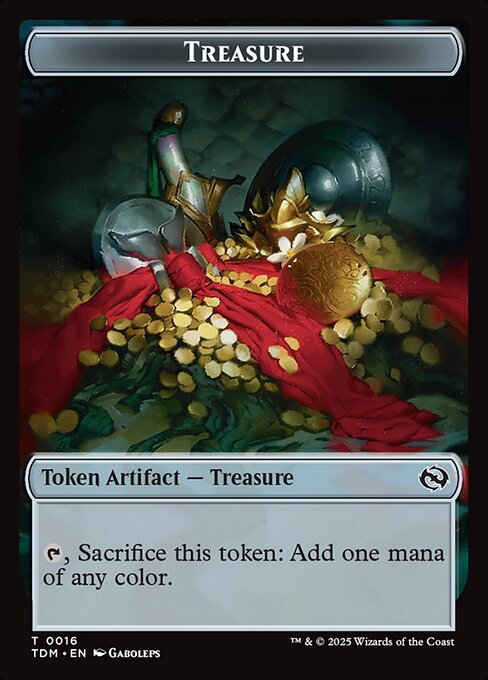 TREASURE
Token Artifact — Treasure
, Sacrifice this token: Add one mana
of any color.
T 0016
TDM • EN GABOLEPS
™ & © 2025 Wizards of the Coast